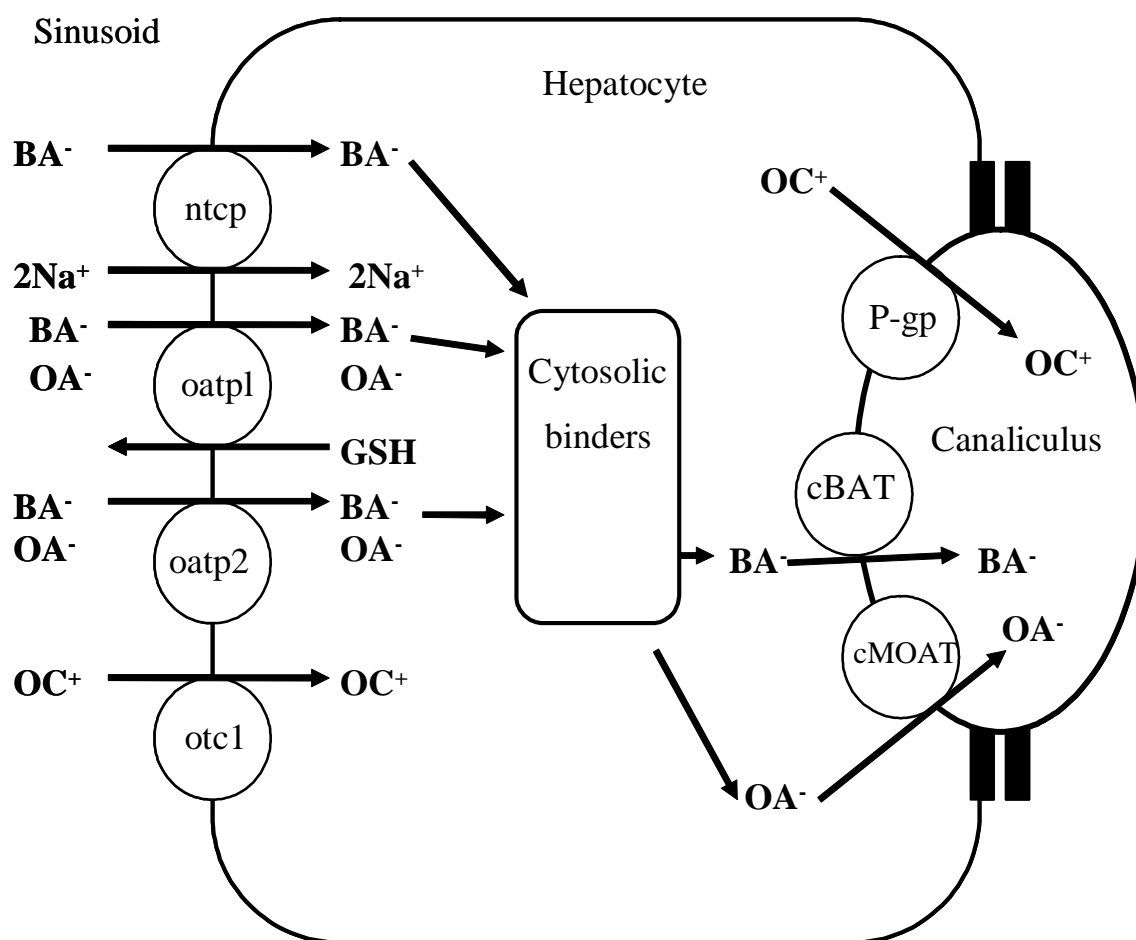 Sinusoid
Hepatocyte
BA⁻ BA⁻
ntcp
2Na⁺ 2Na⁺
BA⁻ BA⁻
oatpl
OA⁻ OA⁻
GSH
BA⁻ BA⁻
OA⁻ OA⁻
oatp2
OC⁺ OC⁺
otc1
Cytosolic
binders
OC⁺
P-gp
OC⁺
Canaliculus
cBAT
BA⁻ BA⁻
cMOAT
OA⁻
OA⁻